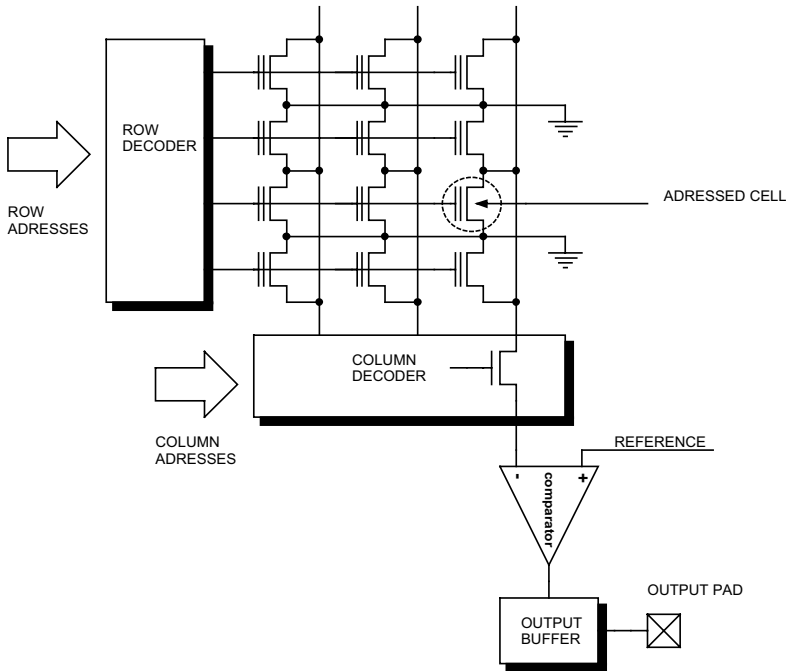 ROW
DECODER
ROW
ADRESSES
ADRESSED CELL
COLUMN
DECODER
COLUMN
ADRESSES
REFERENCE
- +
comparator
OUTPUT PAD
OUTPUT
BUFFER